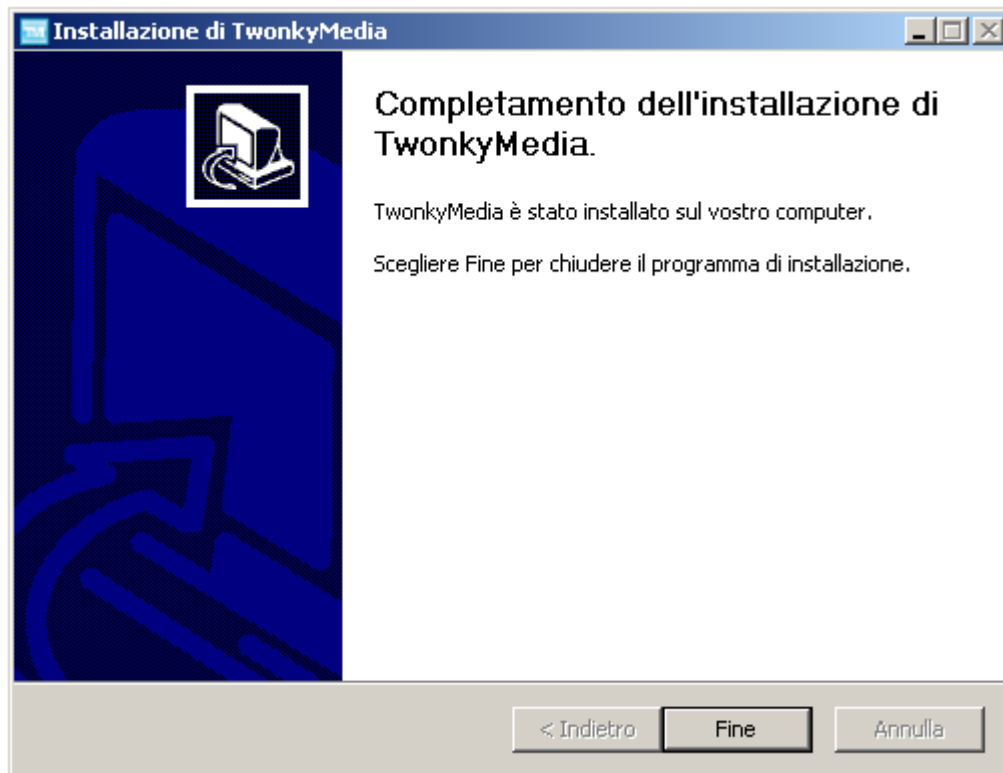 Installazione di TwonkyMedia
Completamento dell'installazione di
TwonkyMedia.
TwonkyMedia è stato installato sul vostro computer.
Scegliere Fine per chiudere il programma di installazione.
< Indietro
Fine
Annulla